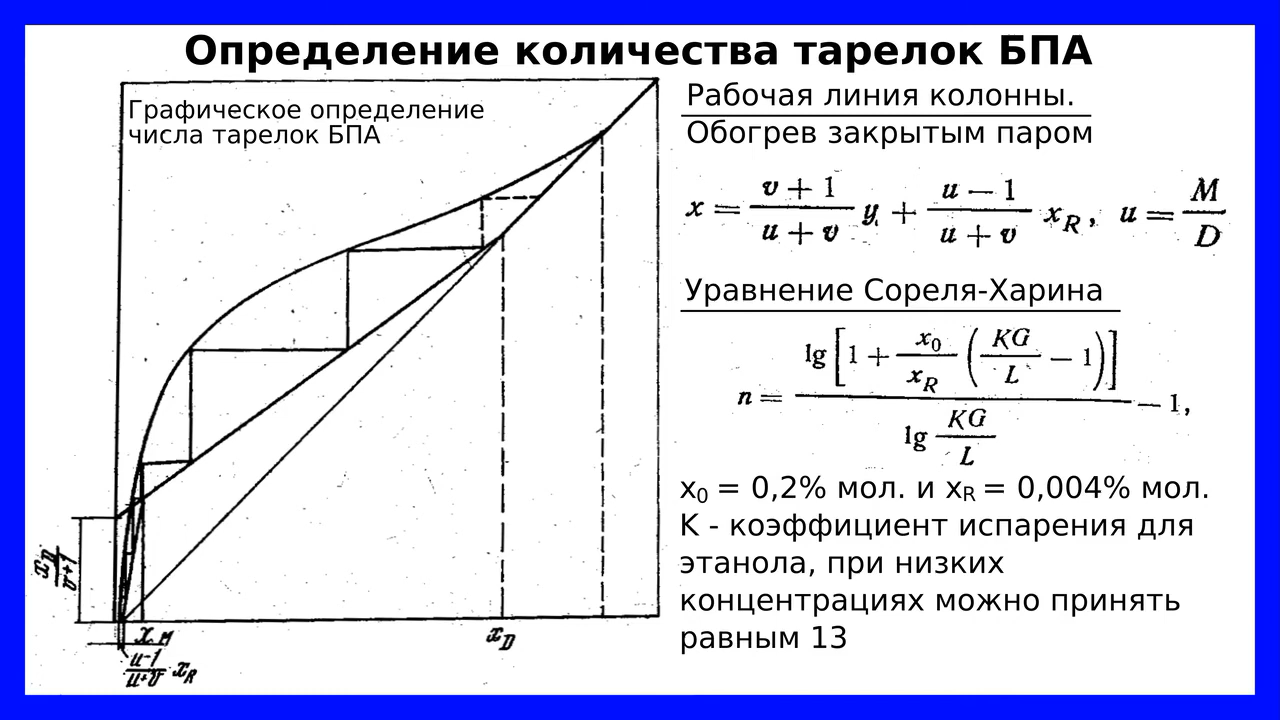 Определение количества тарелок БПА
Графическое определение
числа тарелок БПА
x_D / v+1
x_M
x_D
u-1 / u+v x_R
Рабочая линия колонны.
Обогрев закрытым паром
x = (v + 1)/(u + v) y + (u − 1)/(u + v) x_R, u = M/D
Уравнение Сореля-Харина
n = lg[1 + x₀/x_R (KG/L − 1)] / lg KG/L − 1,
x₀ = 0,2% мол. и x_R = 0,004% мол.
K - коэффициент испарения для
этанола, при низких
концентрациях можно принять
равным 13